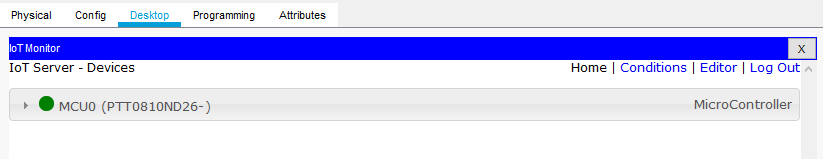 Physical Config Desktop Programming Attributes
IoT Monitor X
IoT Server - Devices Home | Conditions | Editor | Log Out
MCU0 (PTT0810ND26-) MicroController